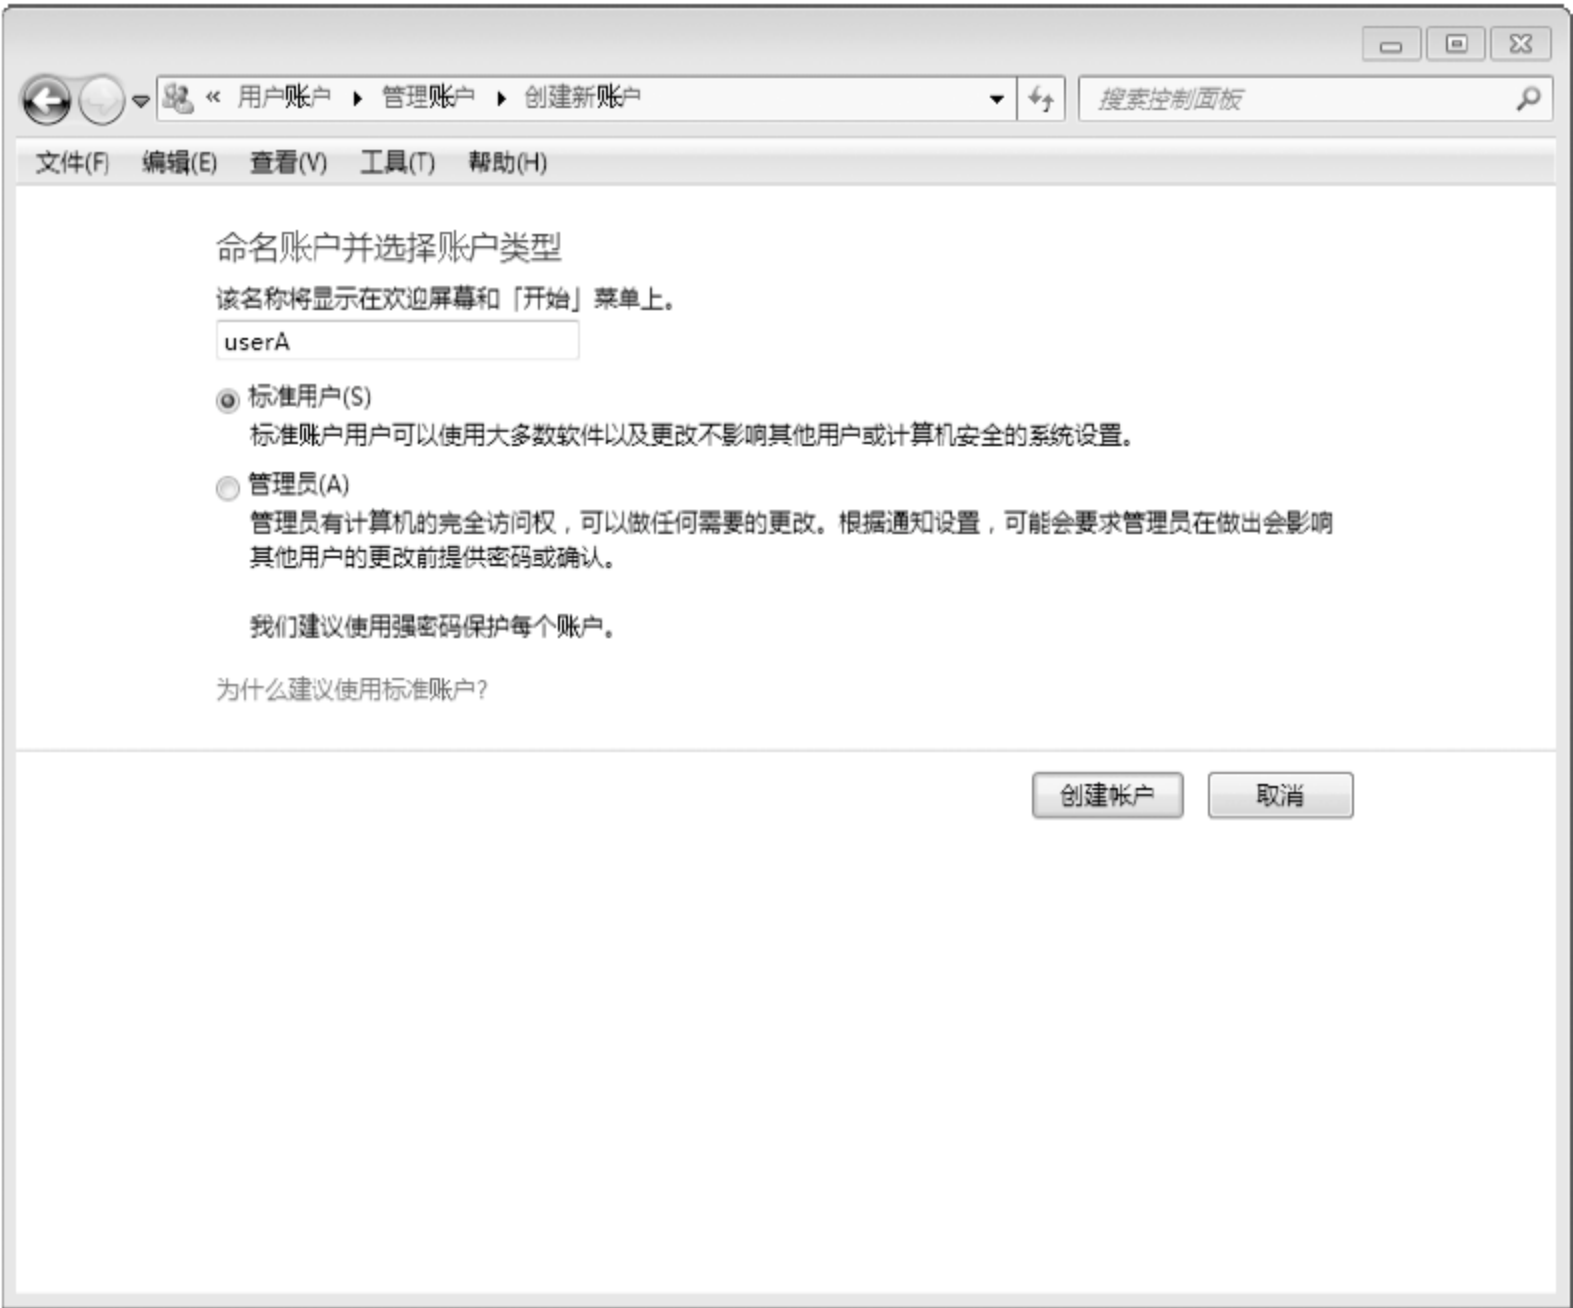 « 用户账户 ▶ 管理账户 ▶ 创建新账户
搜索控制面板
文件(F) 编辑(E) 查看(V) 工具(T) 帮助(H)
命名账户并选择账户类型
该名称将显示在欢迎屏幕和「开始」菜单上。
userA
标准用户(S)
标准账户用户可以使用大多数软件以及更改不影响其他用户或计算机安全的系统设置。
管理员(A)
管理员有计算机的完全访问权，可以做任何需要的更改。根据通知设置，可能会要求管理员在做出会影响
其他用户的更改前提供密码或确认。
我们建议使用强密码保护每个账户。
为什么建议使用标准账户?
创建帐户 取消